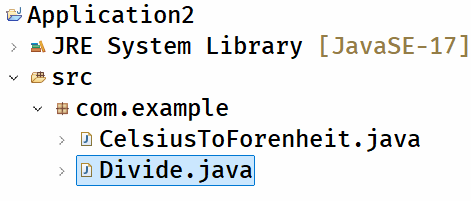 Application2
JRE System Library [JavaSE-17]
src
com.example
CelsiusToForenheit.java
Divide.java